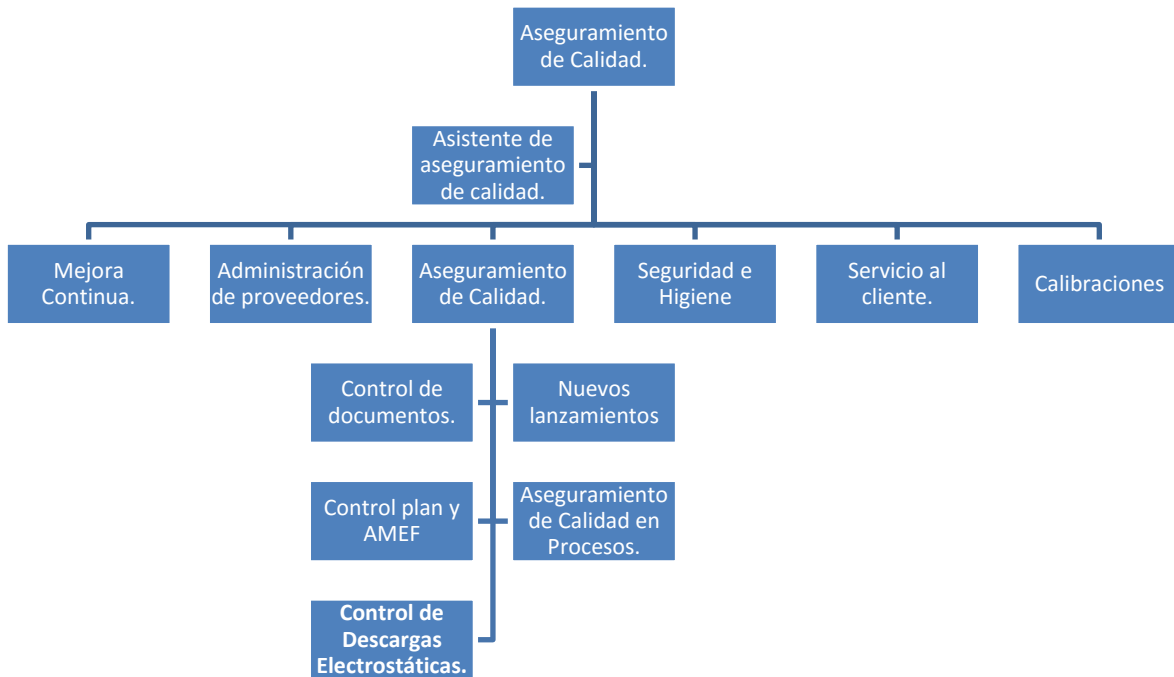 Aseguramiento
de Calidad.
Asistente de
aseguramiento
de calidad.
Mejora
Continua.
Administración
de proveedores.
Aseguramiento
de Calidad.
Seguridad e
Higiene
Servicio al
cliente.
Calibraciones
Control de
documentos.
Nuevos
lanzamientos
Control plan y
AMEF
Aseguramiento
de Calidad en
Procesos.
Control de
Descargas
Electrostáticas.